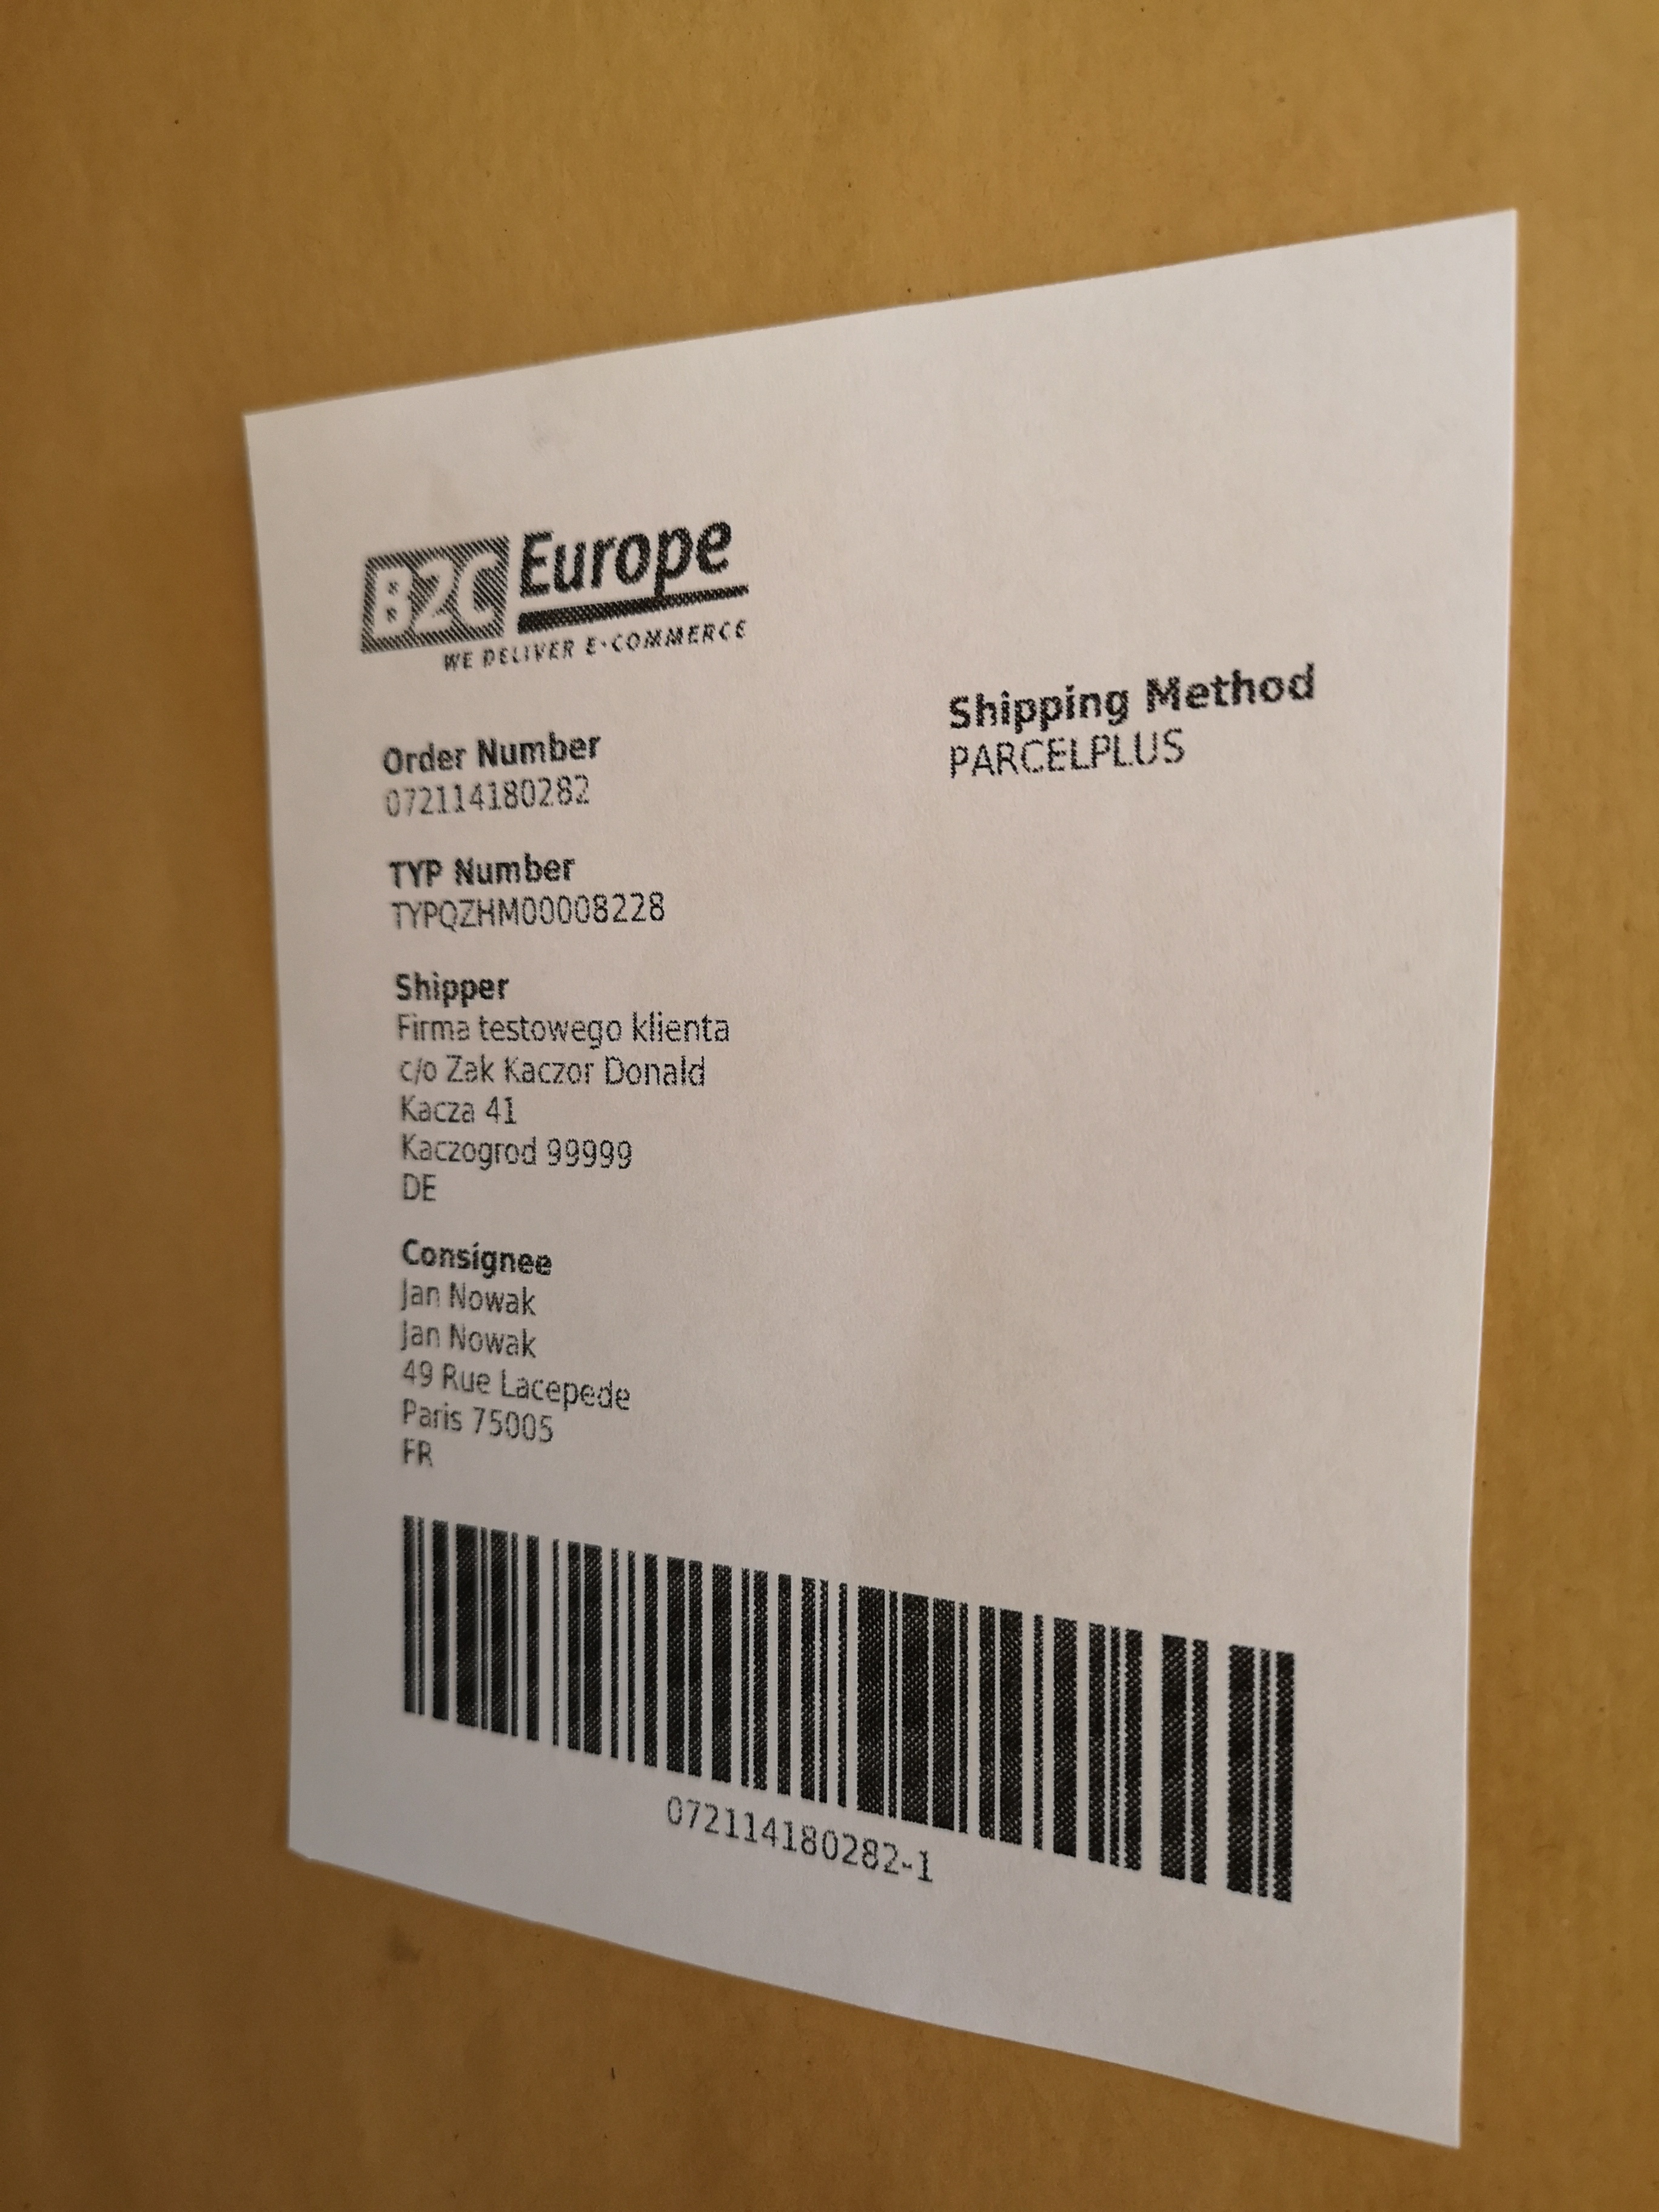 B2C Europe
WE DELIVER E-COMMERCE
Shipping Method
PARCELPLUS
Order Number
072114180282
TYP Number
TYPQZHM00008228
Shipper
Firma testowego klienta
c/o Zak Kaczor Donald
Kacza 41
Kaczogrod 99999
DE
Consignee
Jan Nowak
Jan Nowak
49 Rue Lacepede
Paris 75005
FR
072114180282-1